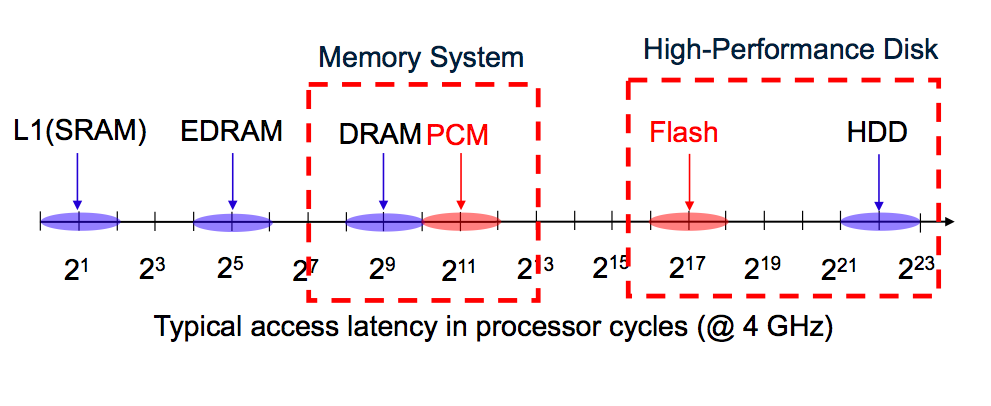 Memory System
High-Performance Disk
L1(SRAM) EDRAM DRAM PCM Flash HDD
2¹ 2³ 2⁵ 2⁷ 2⁹ 2¹¹ 2¹³ 2¹⁵ 2¹⁷ 2¹⁹ 2²¹ 2²³
Typical access latency in processor cycles (@ 4 GHz)